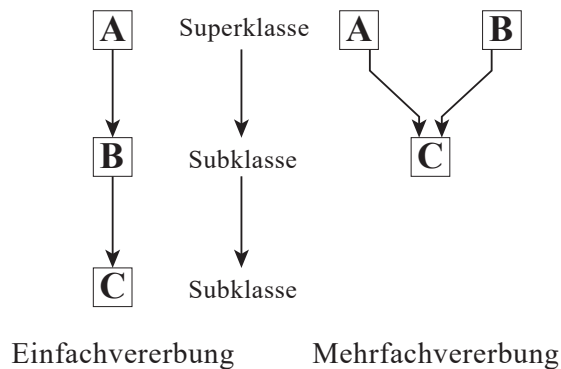 A Superklasse A B
B Subklasse C
C Subklasse
Einfachvererbung Mehrfachvererbung